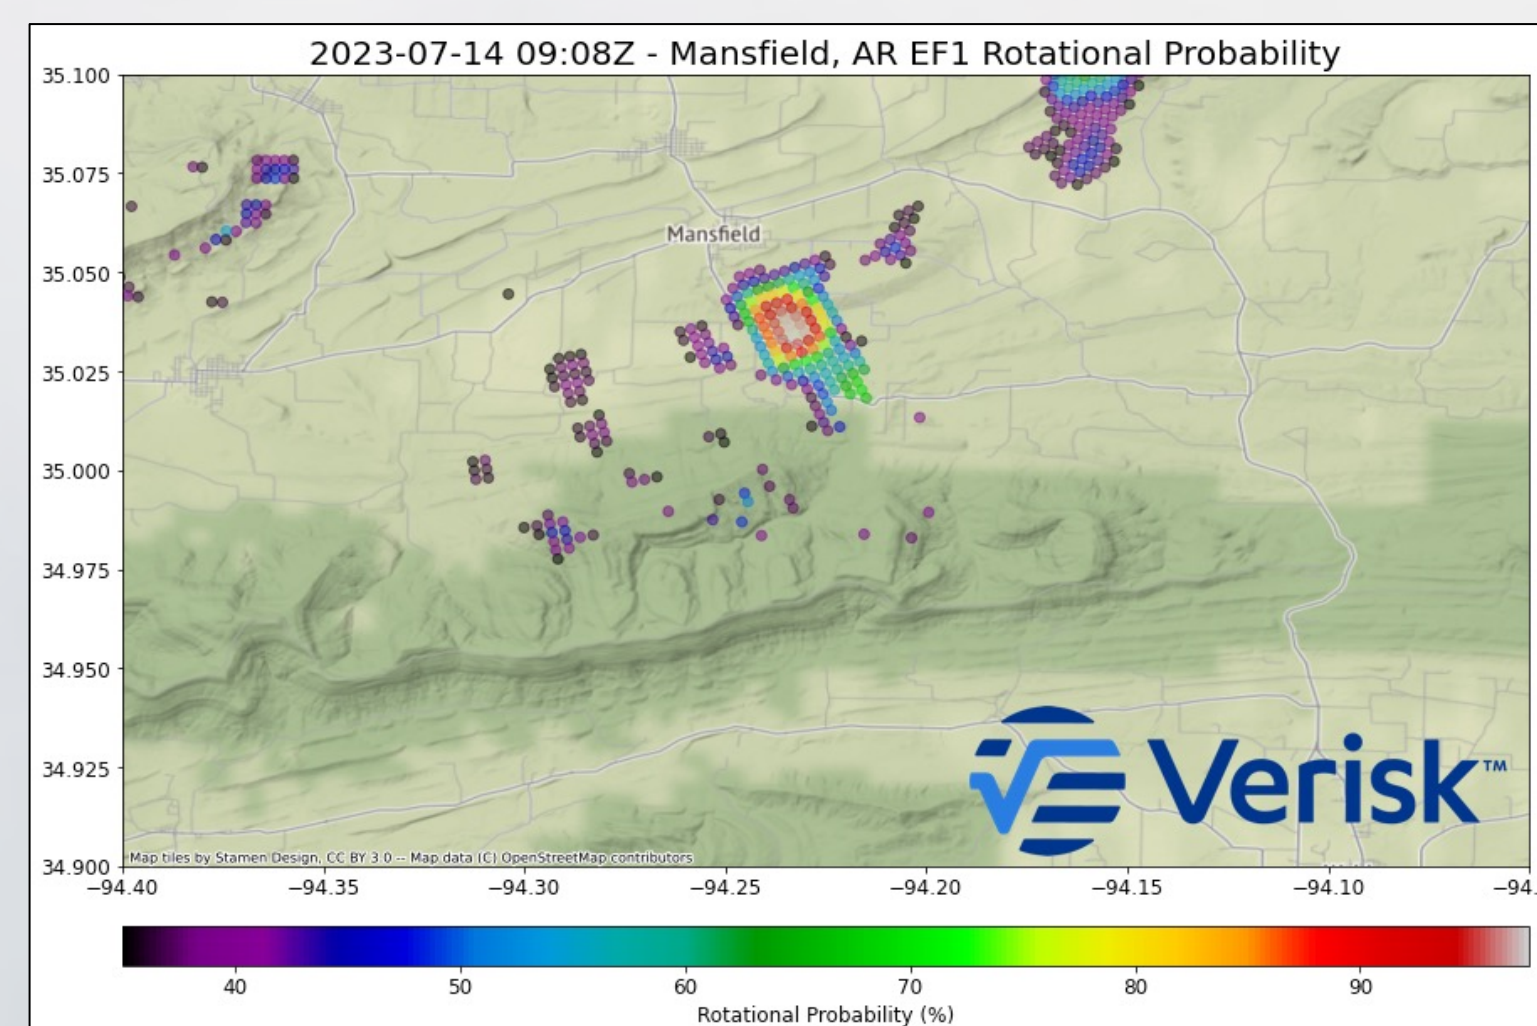 2023-07-14 09:08Z - Mansfield, AR EF1 Rotational Probability
35.100
35.075
Mansfield
35.050
35.025
35.000
34.975
34.950
34.925
Verisk™
34.900
Map tiles by Stamen Design, CC BY 3.0 -- Map data (C) OpenStreetMap contributors
−94.40 −94.35 −94.30 −94.25 −94.20 −94.15 −94.10 −94.
40 50 60 70 80 90
Rotational Probability (%)